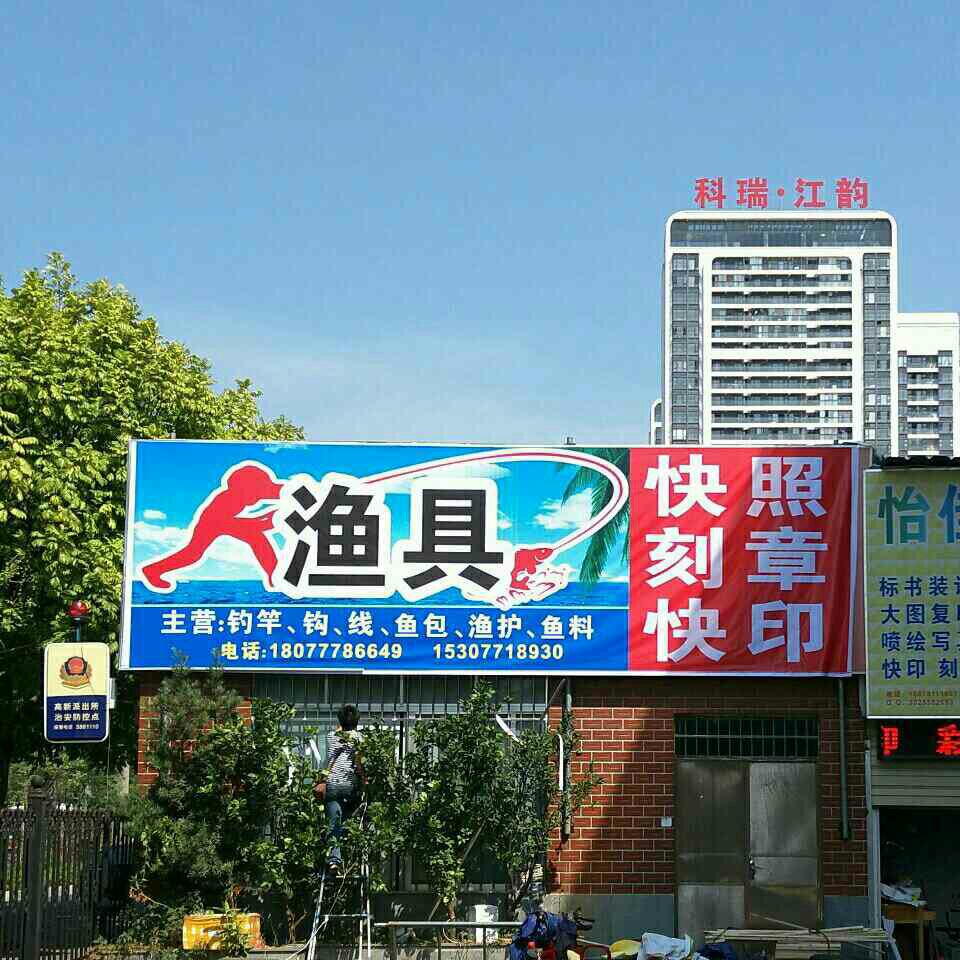 科瑞·江韵
渔具
主营:钓竿、钩、线、鱼包、渔护、鱼料
电话:18077786649 15307718930
快照
刻章
快印
高新派出所
治安防控点
怡
标书装
大图复印
喷绘写
快印 刻